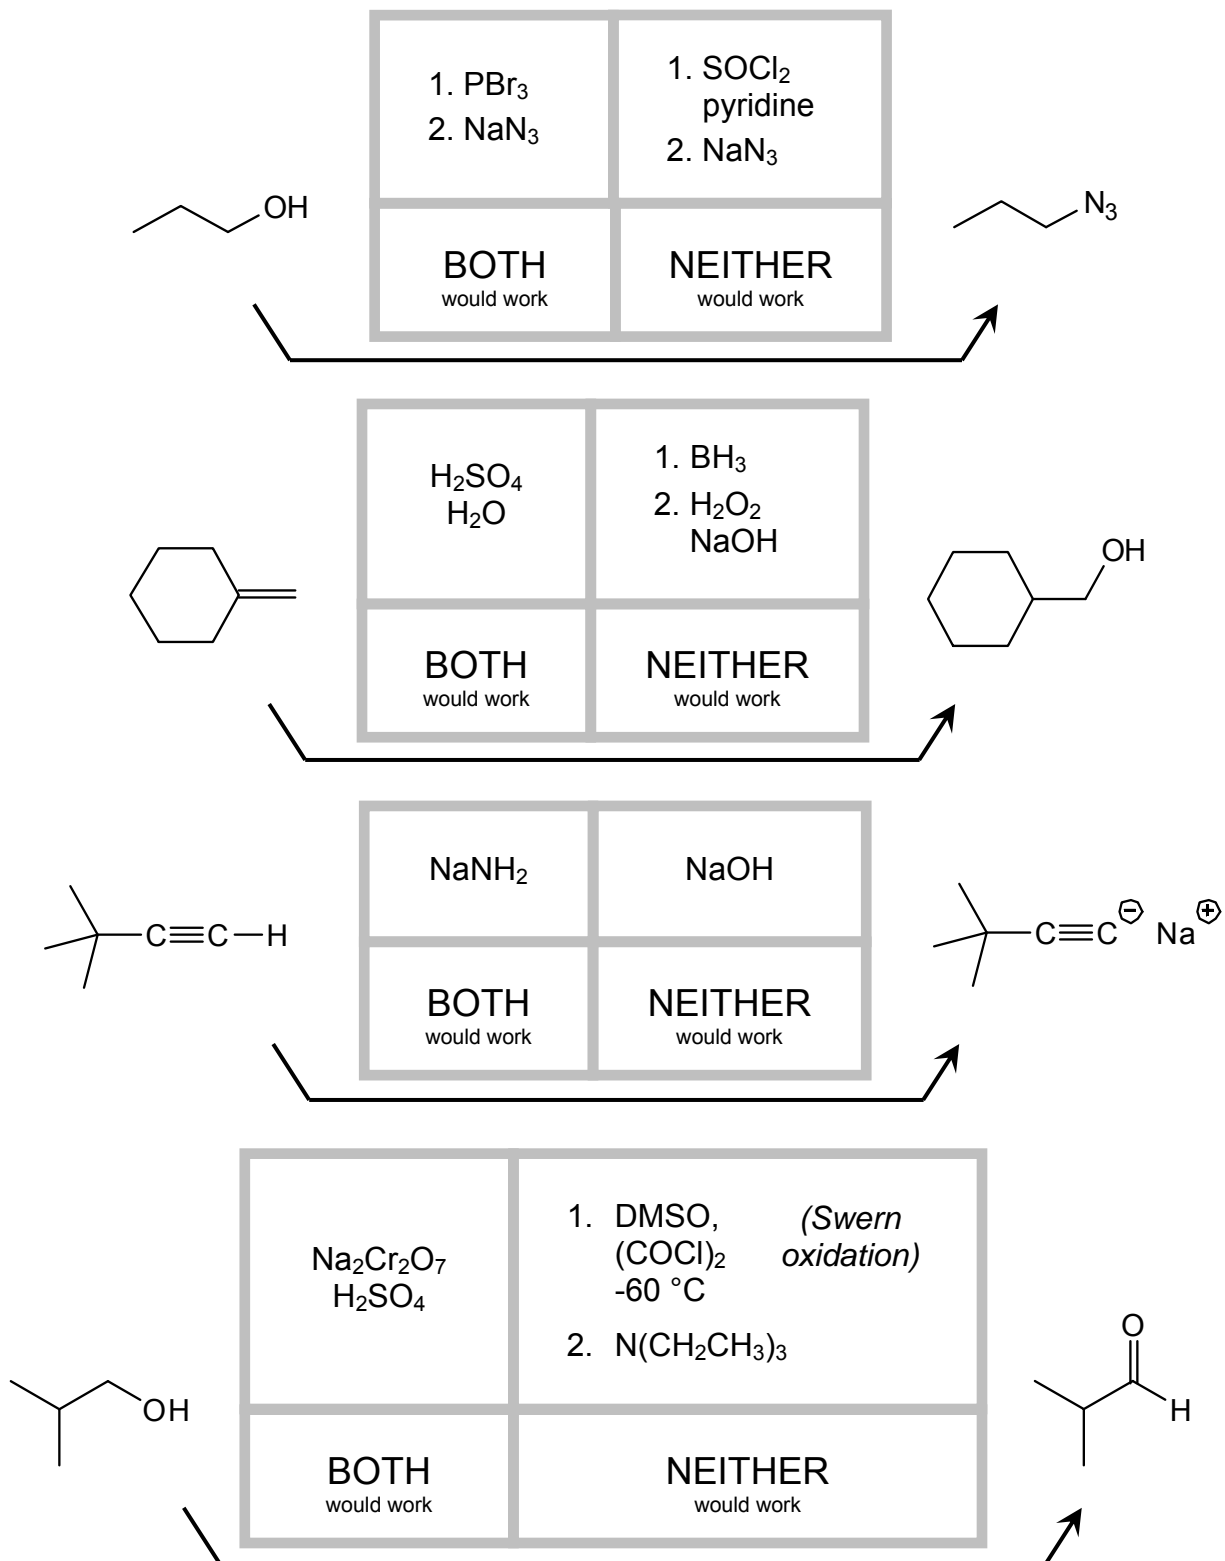 1. PBr3
2. NaN3
1. SOCl2
pyridine
2. NaN3
OH
N3
BOTH
would work
NEITHER
would work
H2SO4
H2O
1. BH3
2. H2O2
NaOH
OH
BOTH
would work
NEITHER
would work
NaNH2
NaOH
C≡C–H
C≡C⊖ Na⊕
BOTH
would work
NEITHER
would work
Na2Cr2O7
H2SO4
1. DMSO, (Swern
(COCl)2 oxidation)
-60 °C
2. N(CH2CH3)3
O
OH
H
BOTH
would work
NEITHER
would work